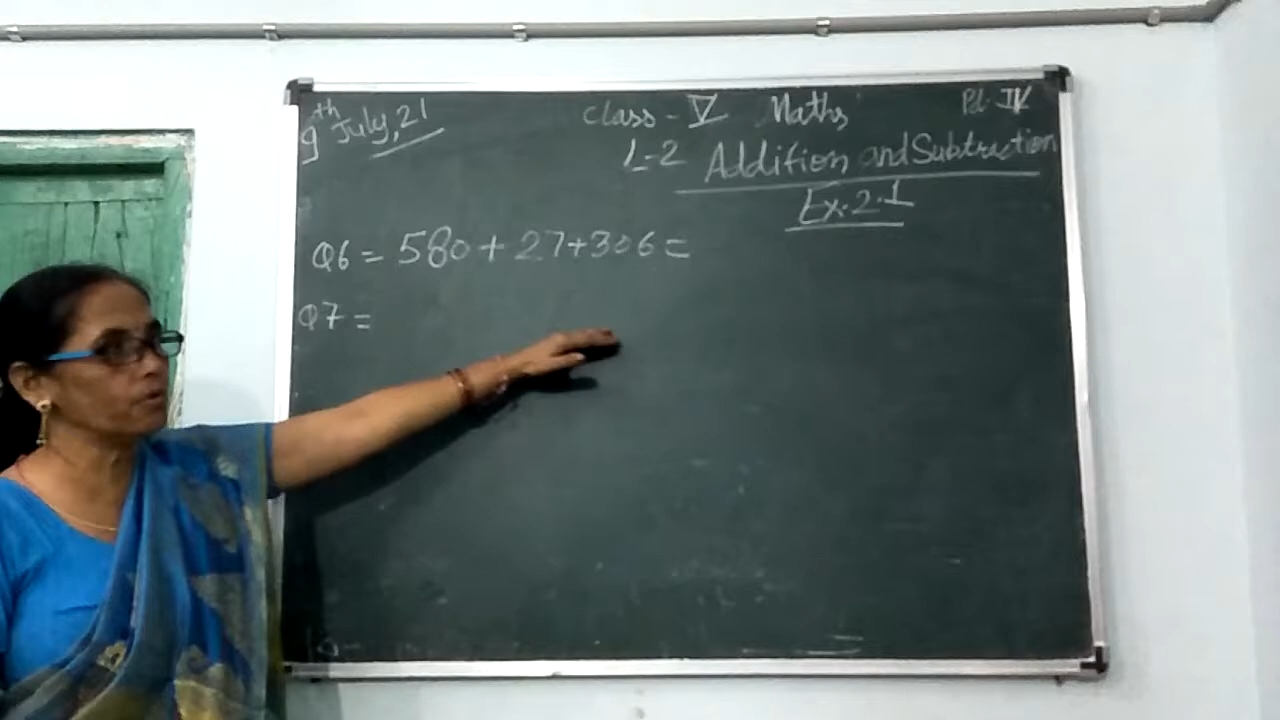 9th July, 21
Class - V Maths
Pd. IV
L-2 Addition and Subtraction
Ex. 2.1
Q6 = 580 + 27 + 306 =
Q7 =